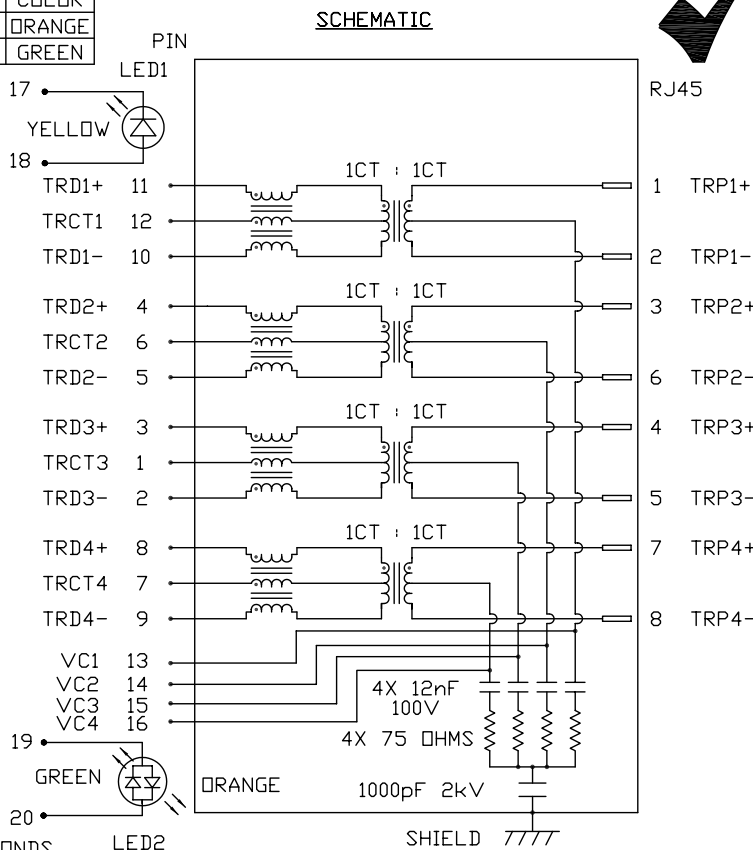 COLOR
ORANGE
GREEN
SCHEMATIC
PIN
LED1
RJ45
17
YELLOW
18
1CT : 1CT
TRD1+ 11 1 TRP1+
TRCT1 12
TRD1- 10 2 TRP1-
1CT : 1CT
TRD2+ 4 3 TRP2+
TRCT2 6
TRD2- 5 6 TRP2-
1CT : 1CT
TRD3+ 3 4 TRP3+
TRCT3 1
TRD3- 2 5 TRP3-
1CT : 1CT
TRD4+ 8 7 TRP4+
TRCT4 7
TRD4- 9 8 TRP4-
VC1 13
VC2 14
VC3 15
VC4 16
4X 12nF
100V
4X 75 OHMS
19
GREEN
ORANGE
1000pF 2kV
20
LED2
SHIELD